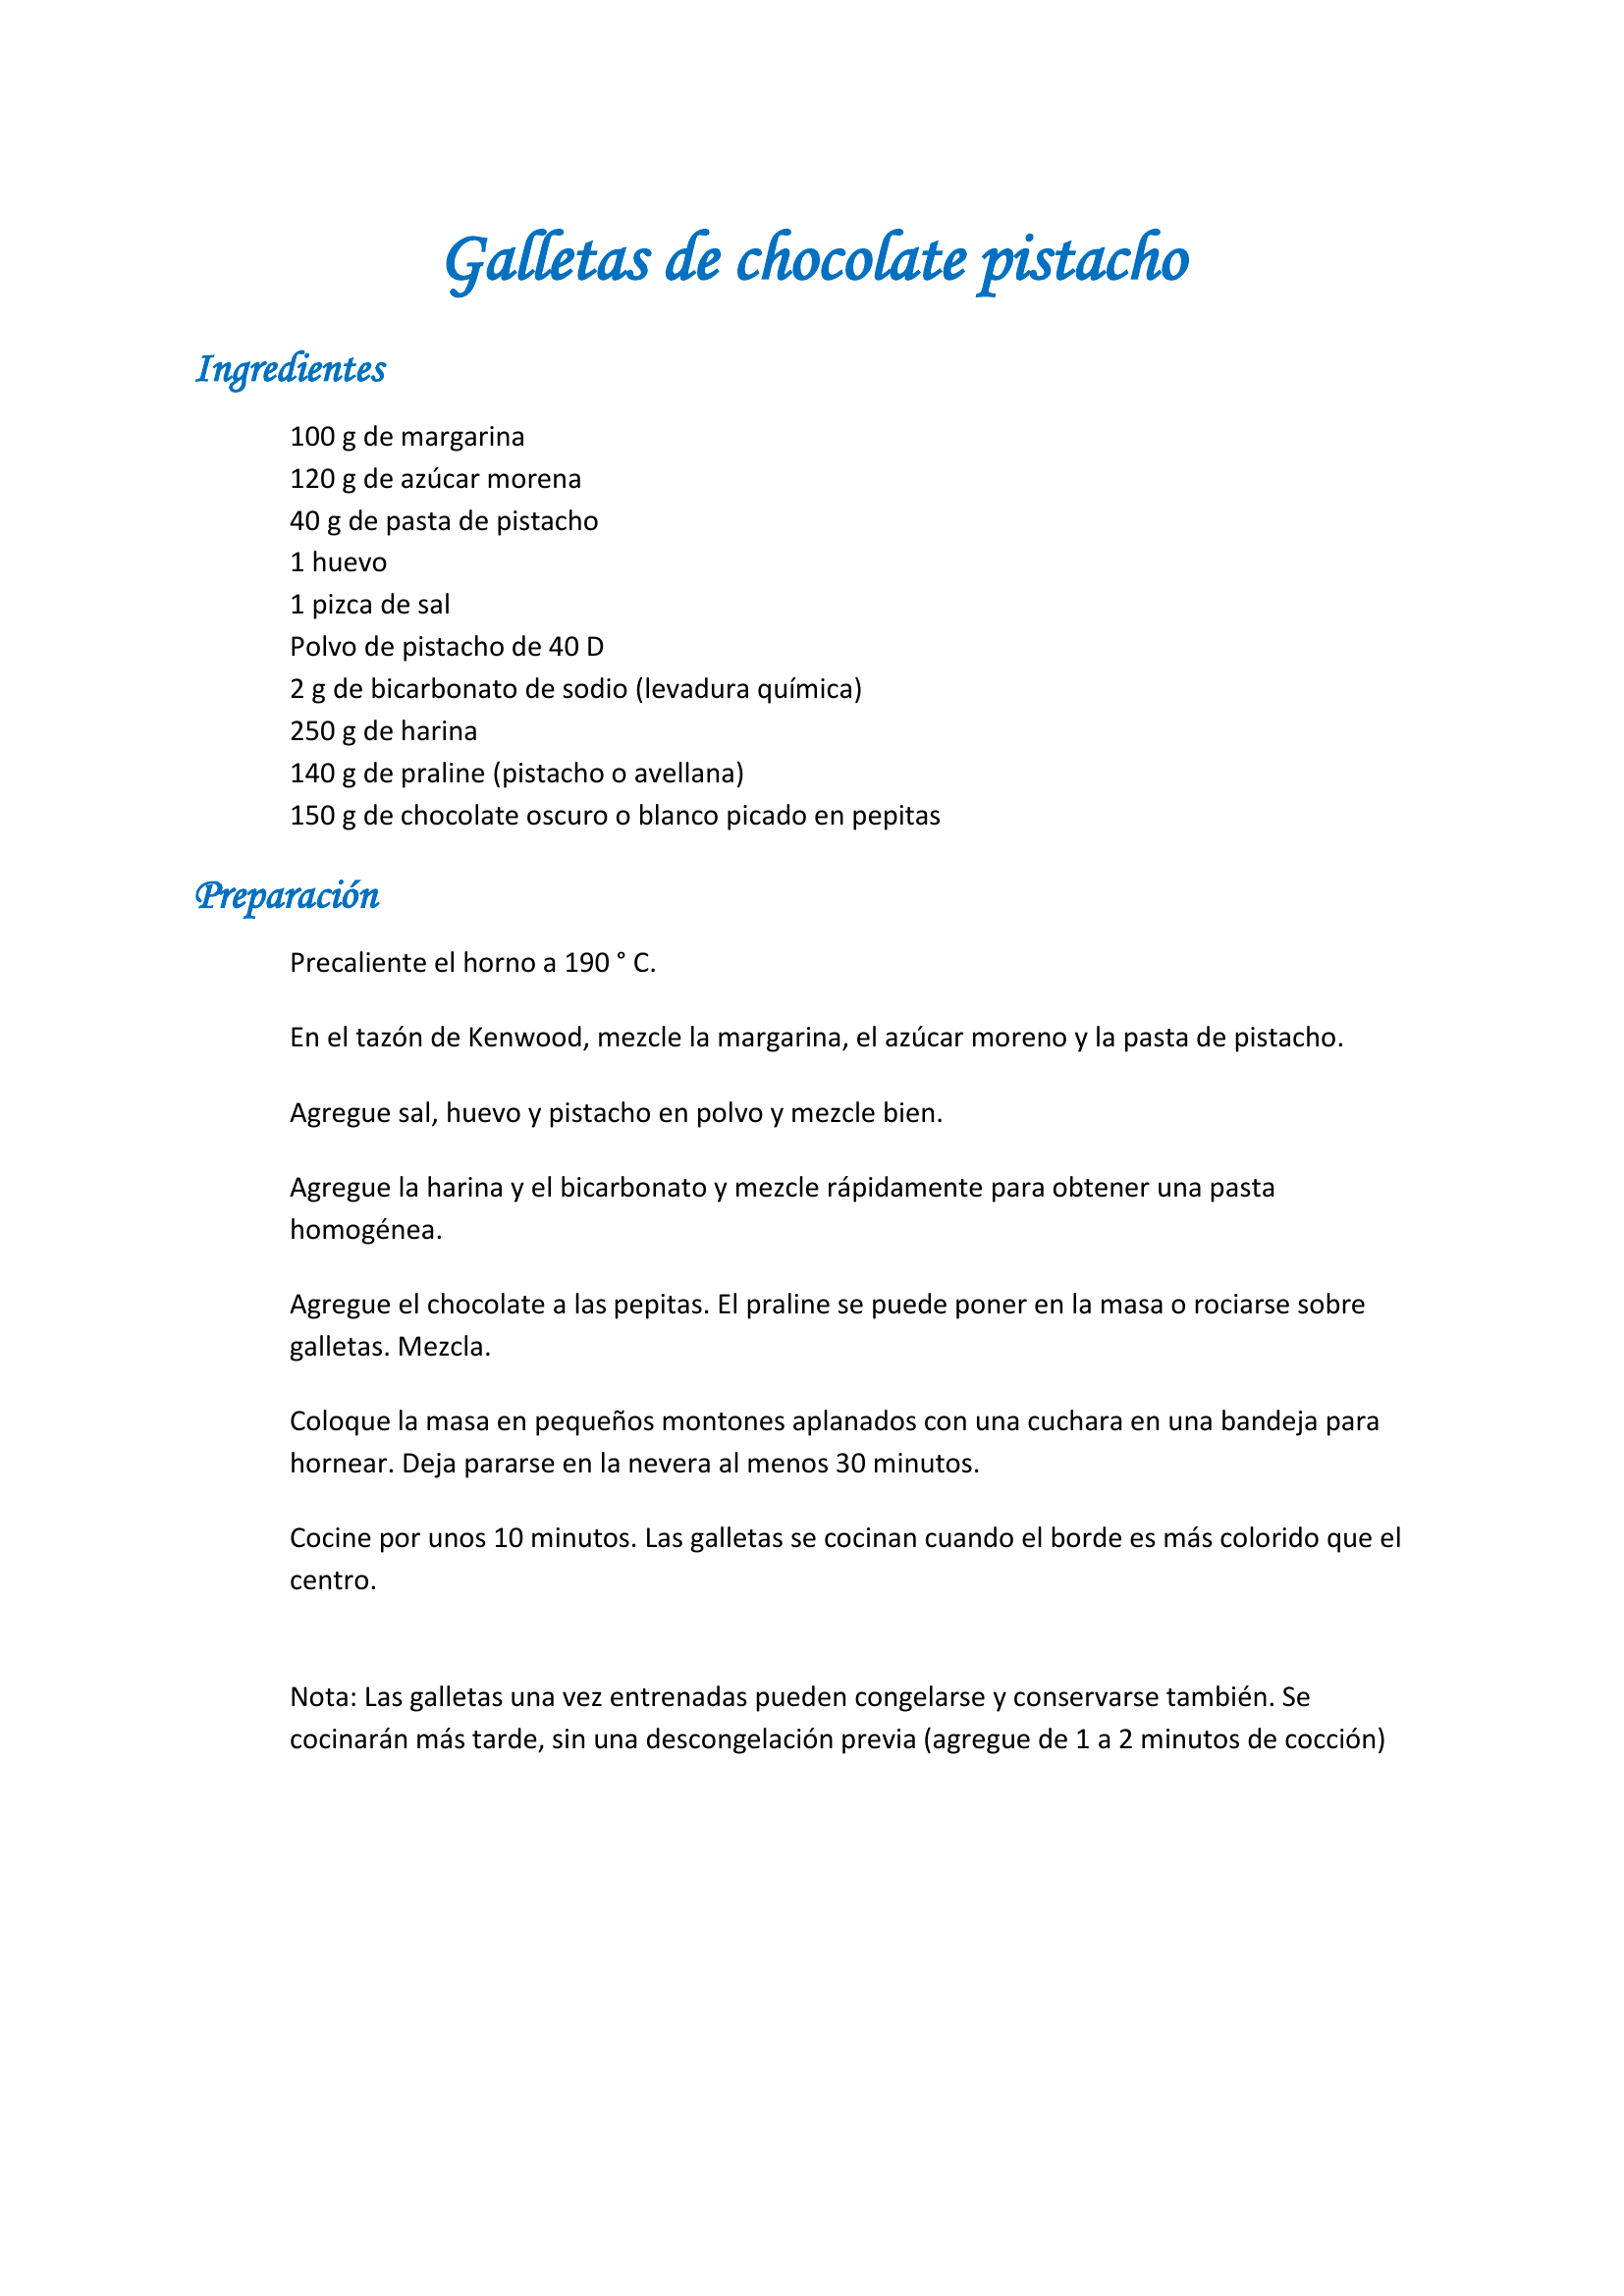 Galletas de chocolate pistacho
Ingredientes
100 g de margarina
120 g de azúcar morena
40 g de pasta de pistacho
1 huevo
1 pizca de sal
Polvo de pistacho de 40 D
2 g de bicarbonato de sodio (levadura química)
250 g de harina
140 g de praline (pistacho o avellana)
150 g de chocolate oscuro o blanco picado en pepitas
Preparación
Precaliente el horno a 190 ° C.
En el tazón de Kenwood, mezcle la margarina, el azúcar moreno y la pasta de pistacho.
Agregue sal, huevo y pistacho en polvo y mezcle bien.
Agregue la harina y el bicarbonato y mezcle rápidamente para obtener una pasta
homogénea.
Agregue el chocolate a las pepitas. El praline se puede poner en la masa o rociarse sobre
galletas. Mezcla.
Coloque la masa en pequeños montones aplanados con una cuchara en una bandeja para
hornear. Deja pararse en la nevera al menos 30 minutos.
Cocine por unos 10 minutos. Las galletas se cocinan cuando el borde es más colorido que el
centro.
Nota: Las galletas una vez entrenadas pueden congelarse y conservarse también. Se
cocinarán más tarde, sin una descongelación previa (agregue de 1 a 2 minutos de cocción)